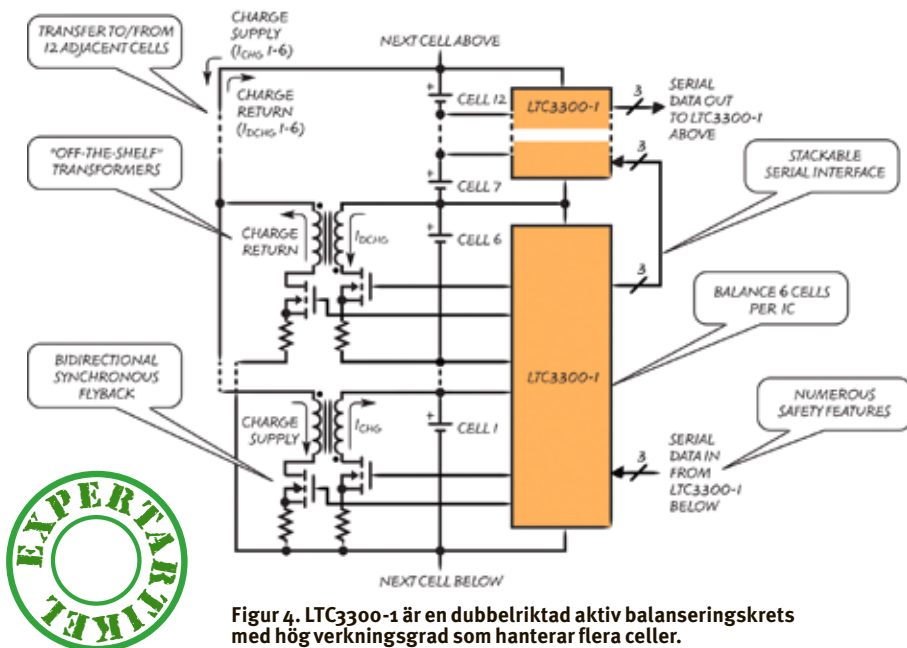 TRANSFER TO/FROM
12 ADJACENT CELLS
CHARGE
SUPPLY
(ICHG 1-6)
CHARGE
RETURN
(IDCHG 1-6)
NEXT CELL ABOVE
CELL 12
LTC3300-1
3
SERIAL
DATA OUT
TO LTC3300-1
ABOVE
3
"OFF-THE-SHELF"
TRANSFORMERS
CELL 7
STACKABLE
SERIAL INTERFACE
CHARGE
RETURN
IDCHG
CELL 6
3
BALANCE 6 CELLS
PER IC
LTC3300-1
BIDIRECTIONAL
SYNCHRONOUS
FLYBACK
CHARGE
SUPPLY
ICHG
CELL 1
NUMEROUS
SAFETY FEATURES
SERIAL
DATA IN
FROM
LTC3300-1
BELOW
3
NEXT CELL BELOW
EXPERTARTIKEL
Figur 4. LTC3300-1 är en dubbelriktad aktiv balanseringskrets
med hög verkningsgrad som hanterar flera celler.